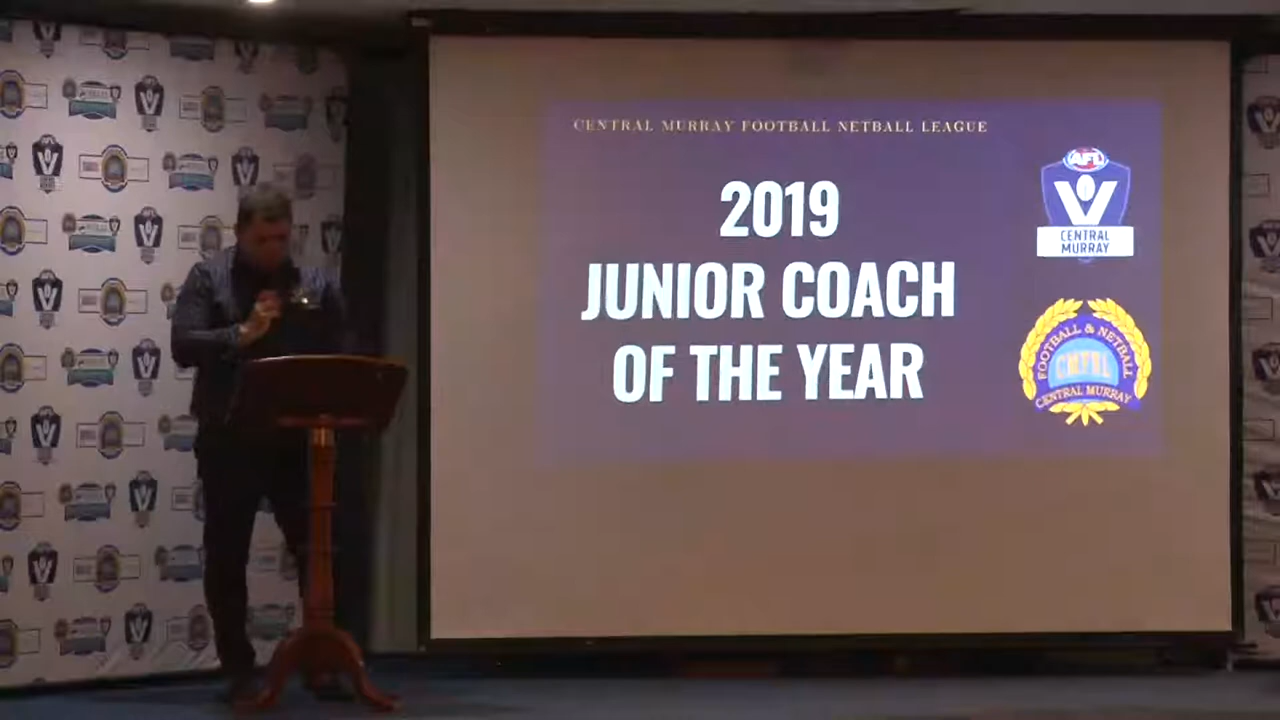 CENTRAL MURRAY FOOTBALL NETBALL LEAGUE
2019
JUNIOR COACH
OF THE YEAR
AFL
V
CENTRAL
MURRAY
FOOTBALL & NETBALL
CMFNL
CENTRAL MURRAY